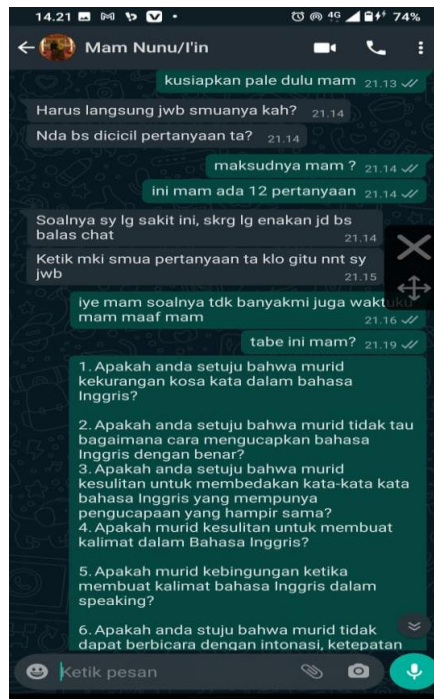 14.21 74%
4G
Mam Nunu/l'in
kusiapkan pale dulu mam 21.13
Harus langsung jwb smuanya kah? 21.14
Nda bs dicicil pertanyaan ta? 21.14
maksudnya mam ? 21.14
ini mam ada 12 pertanyaan 21.14
Soalnya sy lg sakit ini, skrg lg enakan jd bs
balas chat 21.14
Ketik mki smua pertanyaan ta klo gitu nnt sy
jwb 21.15
iye mam soalnya tdk banyakmi juga waktuku
mam maaf mam 21.16
tabe ini mam? 21.19
1. Apakah anda setuju bahwa murid
kekurangan kosa kata dalam bahasa
Inggris?
2. Apakah anda setuju bahwa murid tidak tau
bagaimana cara mengucapkan bahasa
Inggris dengan benar?
3. Apakah anda setuju bahwa murid
kesulitan untuk membedakan kata-kata kata
bahasa Inggris yang mempunya
pengucapaan yang hampir sama?
4. Apakah murid kesulitan untuk membuat
kalimat dalam Bahasa Inggris?
5. Apakah murid kebingungan ketika
membuat kalimat bahasa Inggris dalam
speaking?
6. Apakah anda stuju bahwa murid tidak
dapat berbicara dengan intonasi, ketepatan
Ketik pesan